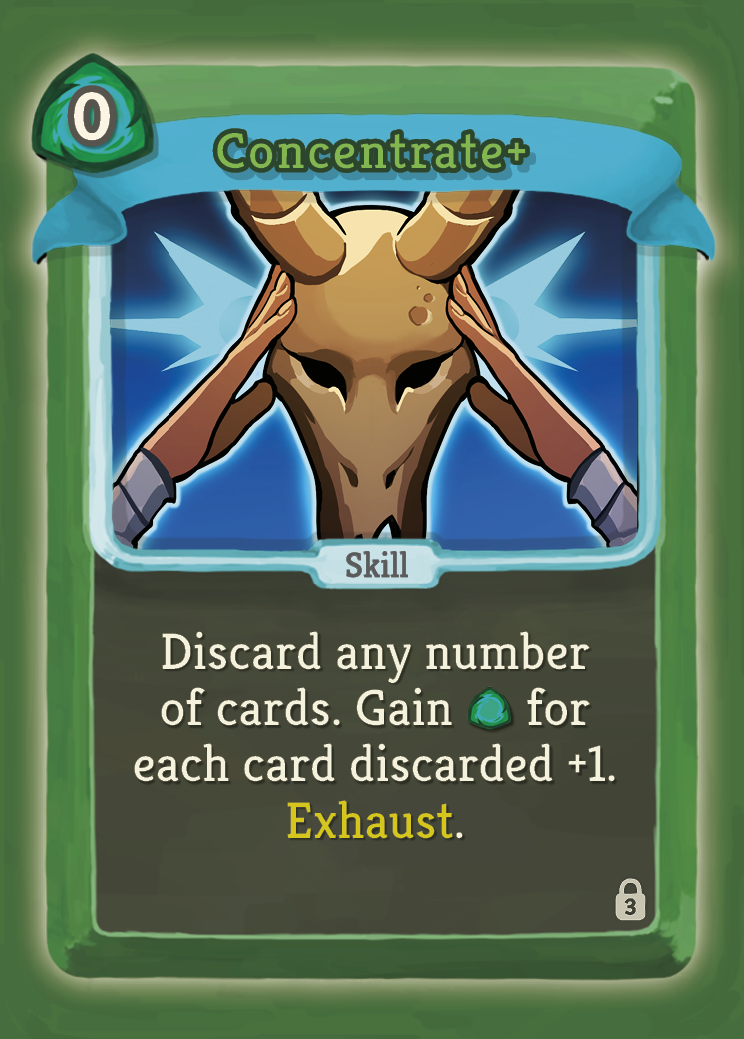 0
Concentrate+
Skill
Discard any number
of cards. Gain for
each card discarded +1.
Exhaust.
3